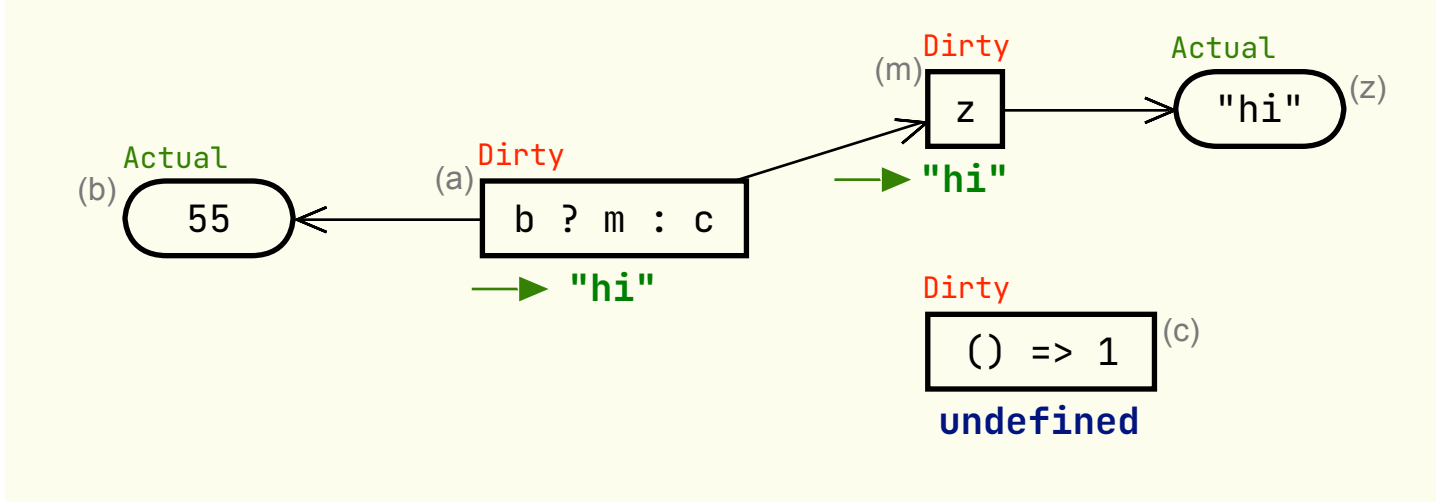 Dirty
Actual
(m)
z
"hi"
(z)
"hi"
Actual
Dirty
(b)
55
(a)
b ? m : c
"hi"
Dirty
() => 1
(c)
undefined